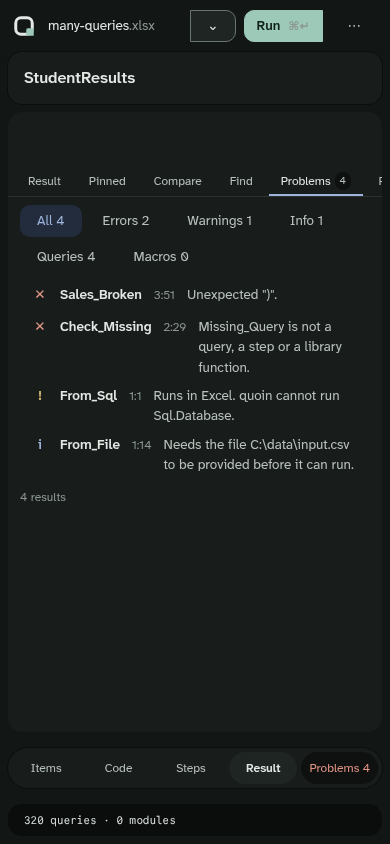 many-queries.xlsx
Run ⌘↵
StudentResults
Result Pinned Compare Find Problems 4
All 4 Errors 2 Warnings 1 Info 1
Queries 4 Macros 0
Sales_Broken 3:51 Unexpected ")".
Check_Missing 2:29 Missing_Query is not a
query, a step or a library
function.
From_Sql 1:1 Runs in Excel. quoin cannot run
Sql.Database.
From_File 1:14 Needs the file C:\data\input.csv
to be provided before it can run.
4 results
Items Code Steps Result Problems 4
320 queries · 0 modules